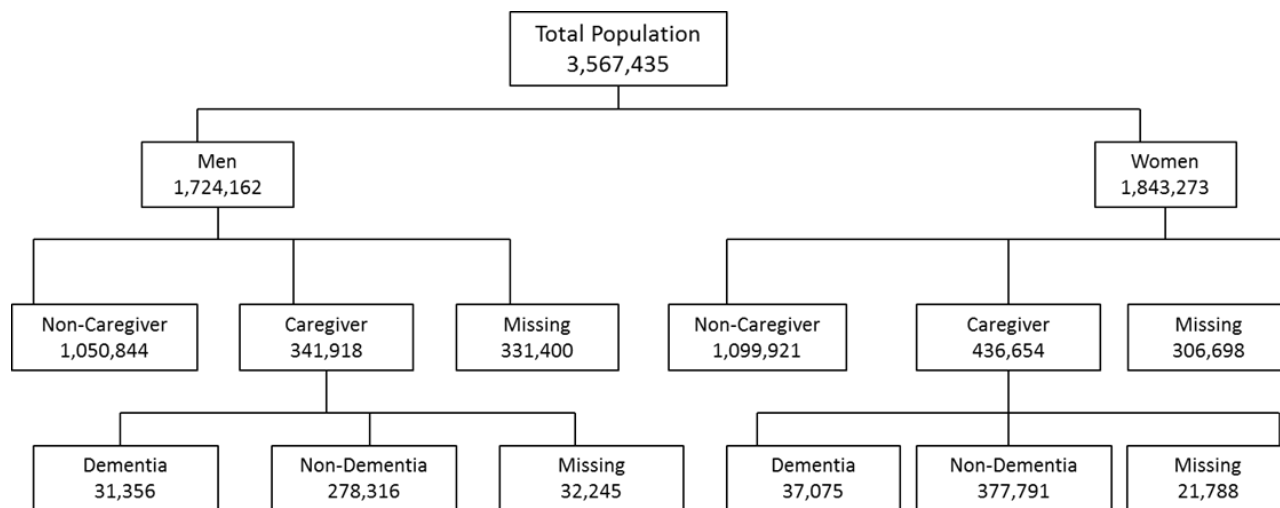 Total Population
3,567,435
Men
1,724,162
Women
1,843,273
Non-Caregiver
1,050,844
Caregiver
341,918
Missing
331,400
Non-Caregiver
1,099,921
Caregiver
436,654
Missing
306,698
Dementia
31,356
Non-Dementia
278,316
Missing
32,245
Dementia
37,075
Non-Dementia
377,791
Missing
21,788